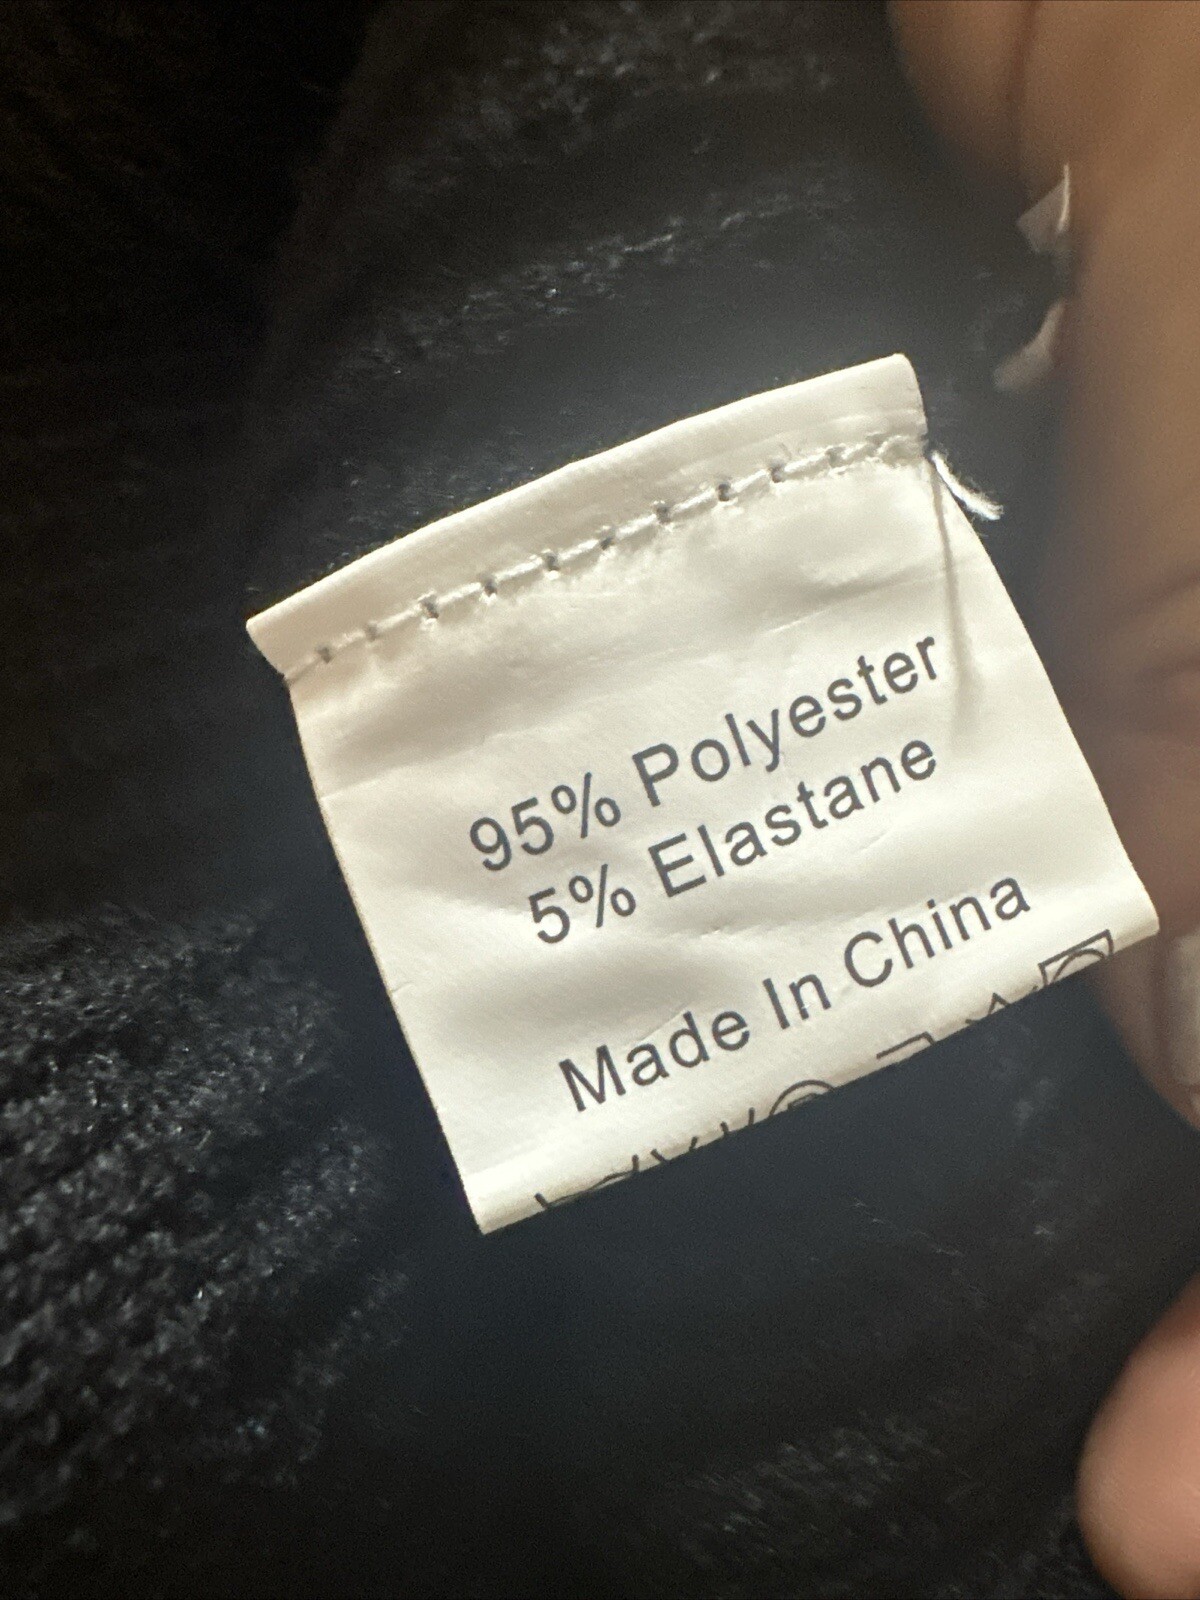 95% Polyester
5% Elastane
Made In China